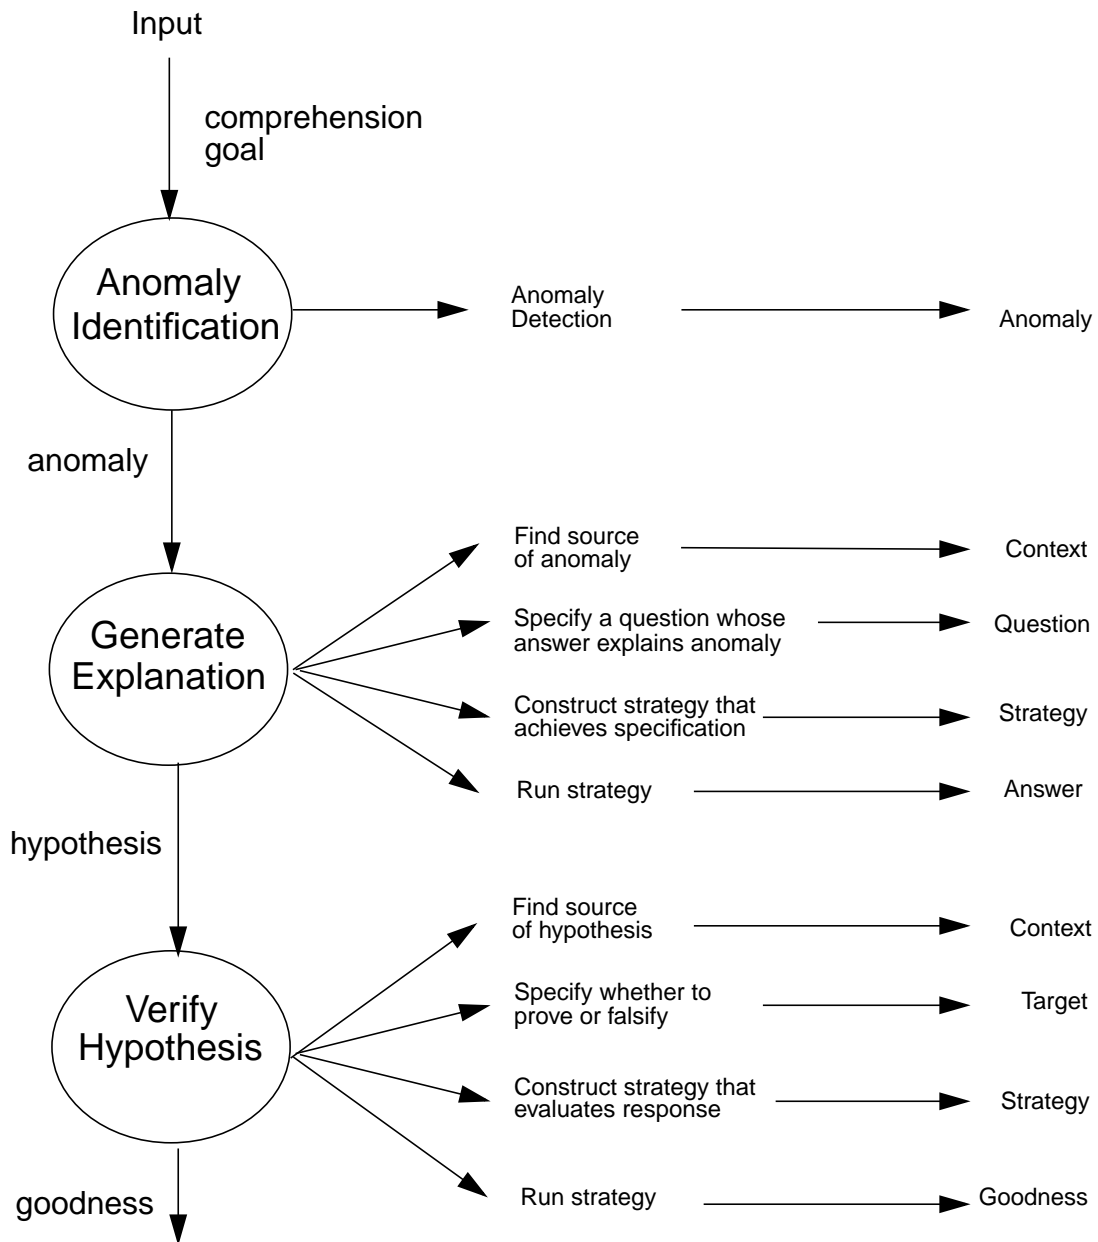 Input
comprehension
goal
Anomaly
Identification
Anomaly
Detection
Anomaly
anomaly
Generate
Explanation
Find source
of anomaly
Context
Specify a question whose
answer explains anomaly
Question
Construct strategy that
achieves specification
Strategy
Run strategy
Answer
hypothesis
Verify
Hypothesis
Find source
of hypothesis
Context
Specify whether to
prove or falsify
Target
Construct strategy that
evaluates response
Strategy
Run strategy
Goodness
goodness